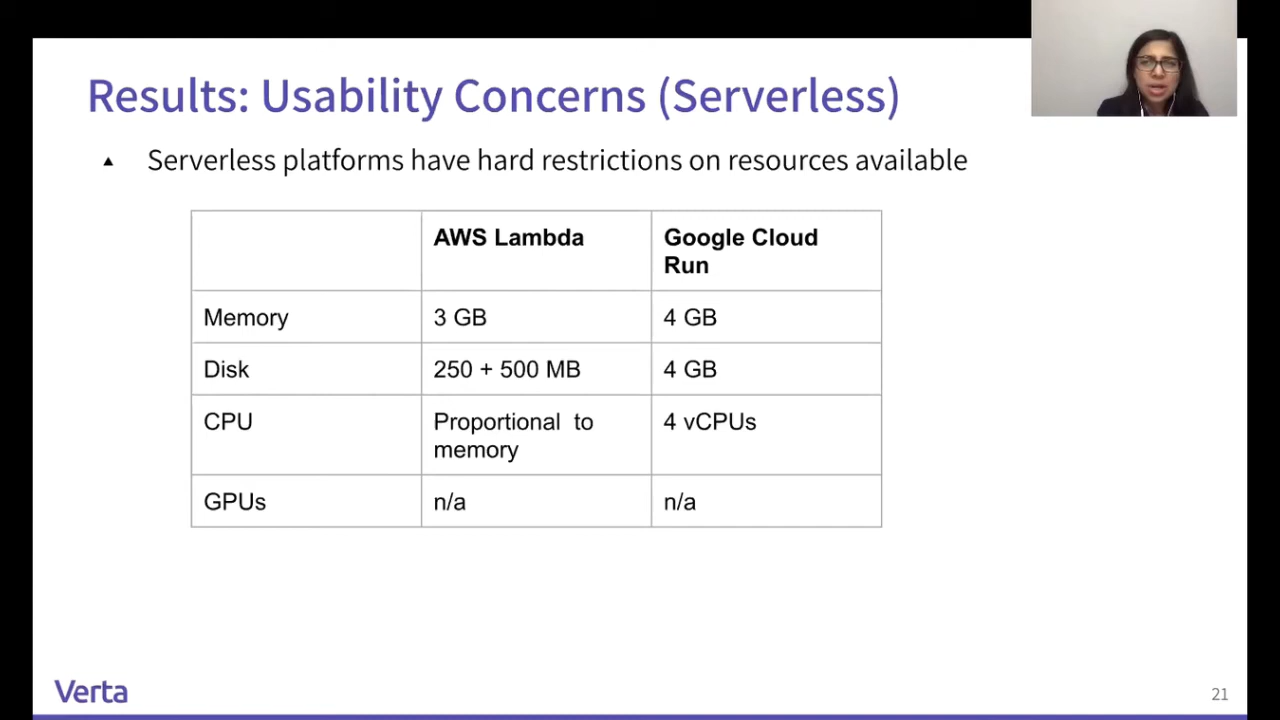 Results: Usability Concerns (Serverless)
▲ Serverless platforms have hard restrictions on resources available
AWS Lambda
Google Cloud
Run
Memory
3 GB
4 GB
Disk
250 + 500 MB
4 GB
CPU
Proportional to
memory
4 vCPUs
GPUs
n/a
n/a
Verta
21